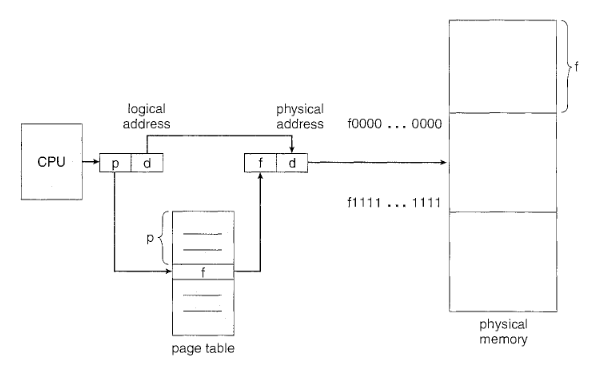 logical
address
physical
address
CPU
p d
f d
f0000 ... 0000
f1111 ... 1111
f
p
f
page table
physical
memory